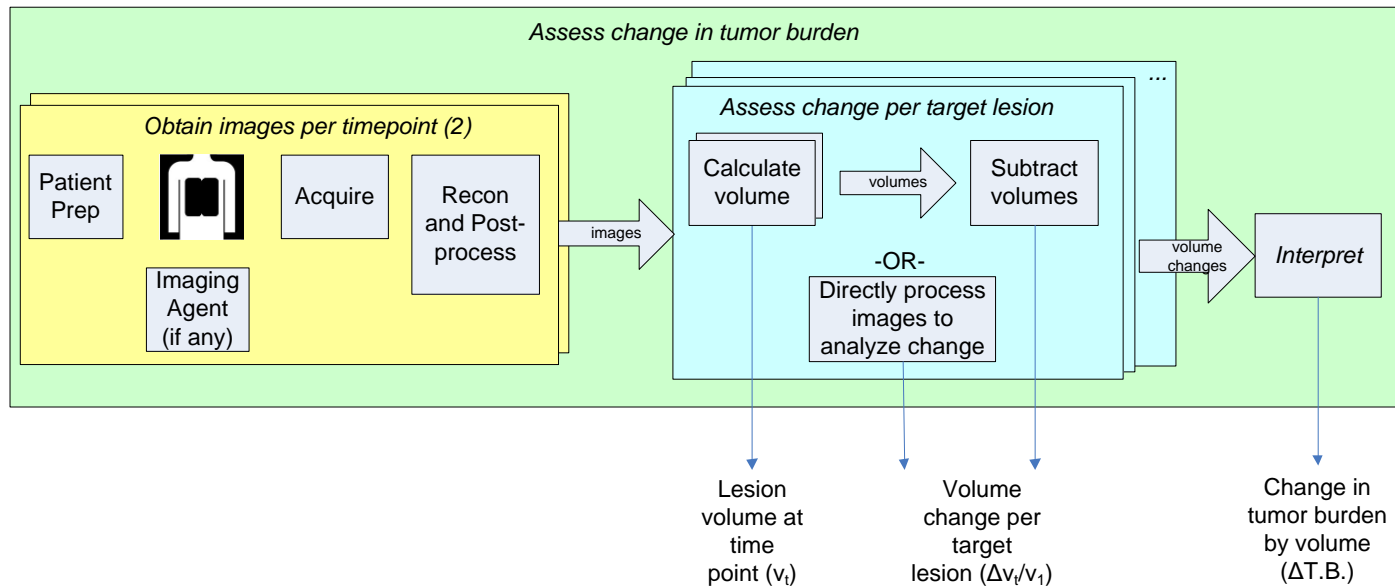 Assess change in tumor burden
Obtain images per timepoint (2)
Patient
Prep
Imaging
Agent
(if any)
Acquire
Recon
and Post-
process
images
...
Assess change per target lesion
Calculate
volume
volumes
Subtract
volumes
-OR-
Directly process
images to
analyze change
volume
changes
Interpret
Lesion
volume at
time
point (vₜ)
Volume
change per
target
lesion (Δvₜ/v₁)
Change in
tumor burden
by volume
(ΔT.B.)